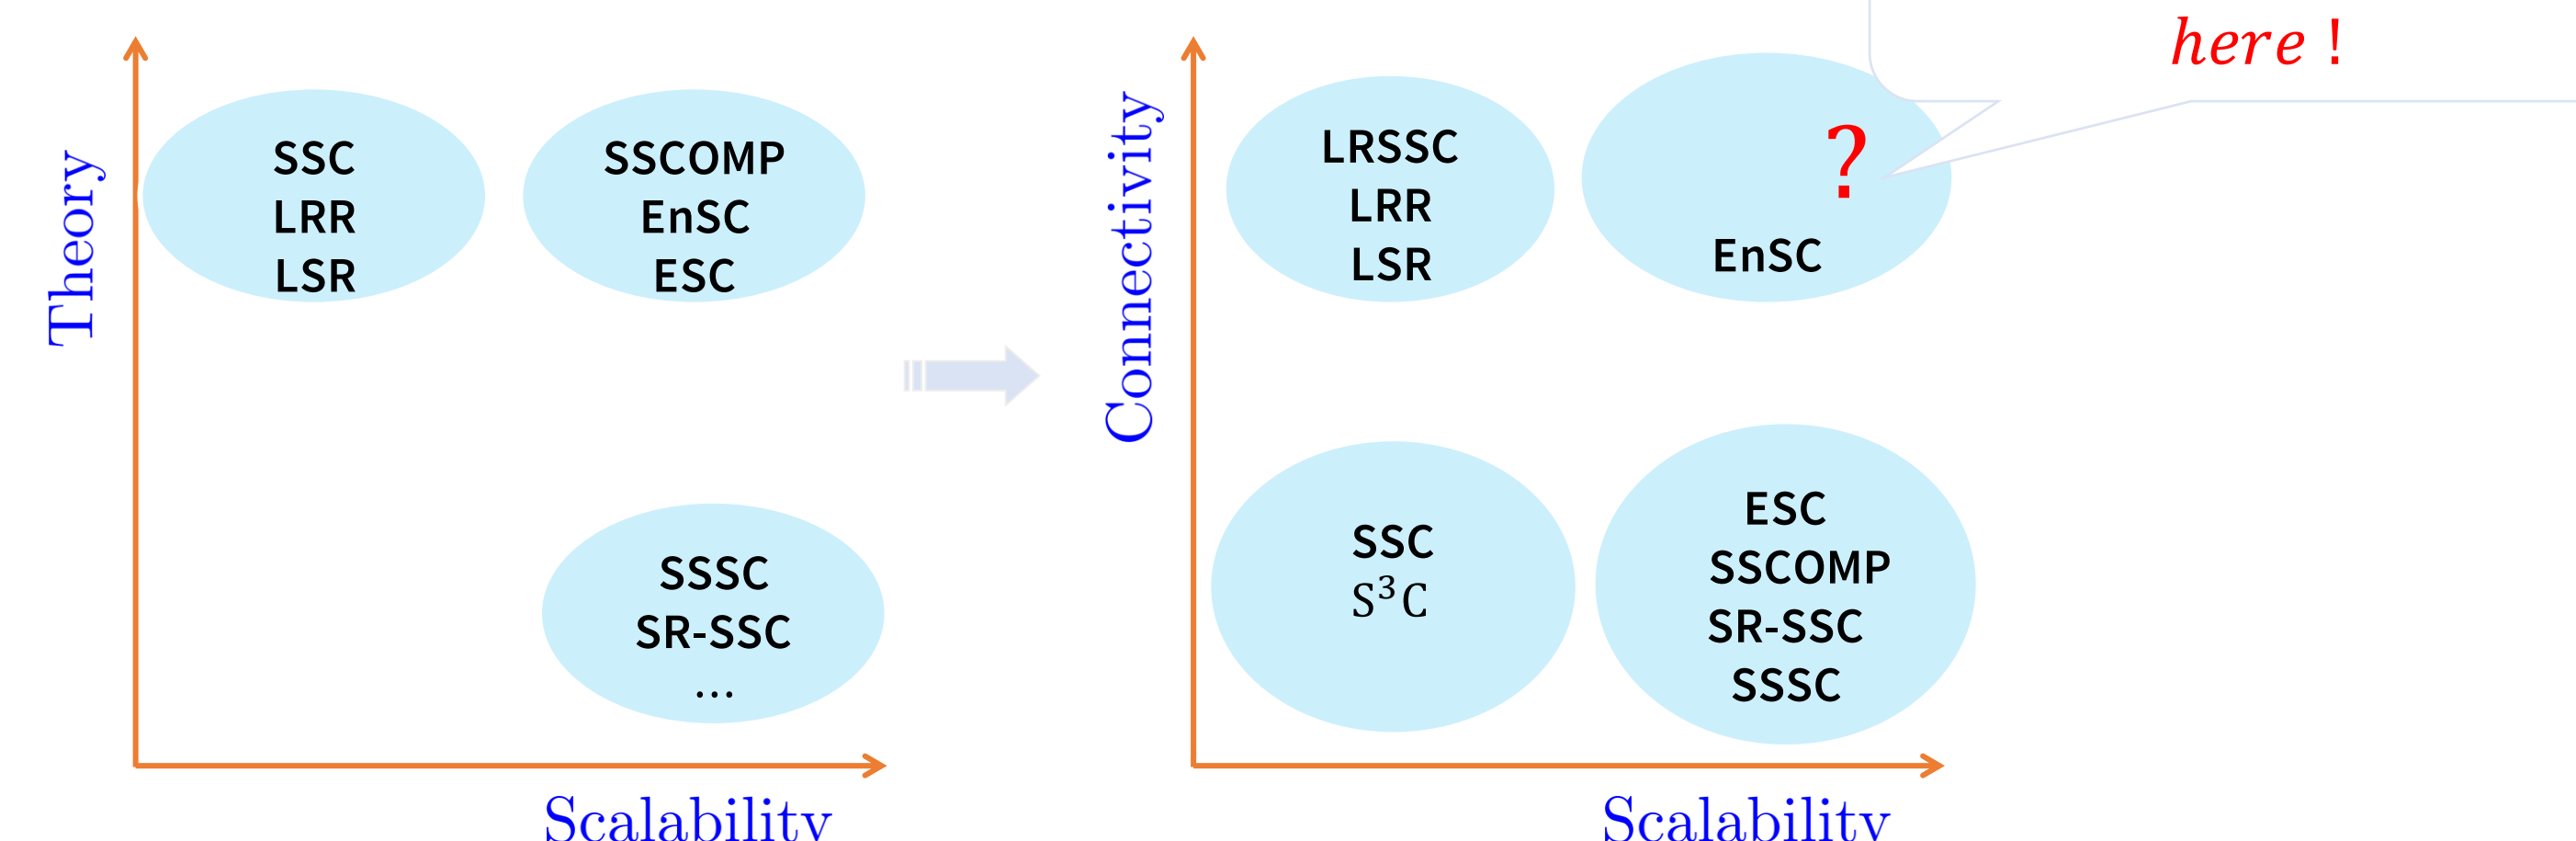 here !
Theory
SSC
LRR
LSR
SSCOMP
EnSC
ESC
SSSC
SR-SSC
...
Scalability
Connectivity
LRSSC
LRR
LSR
?
EnSC
SSC
S³C
ESC
SSCOMP
SR-SSC
SSSC
Scalability